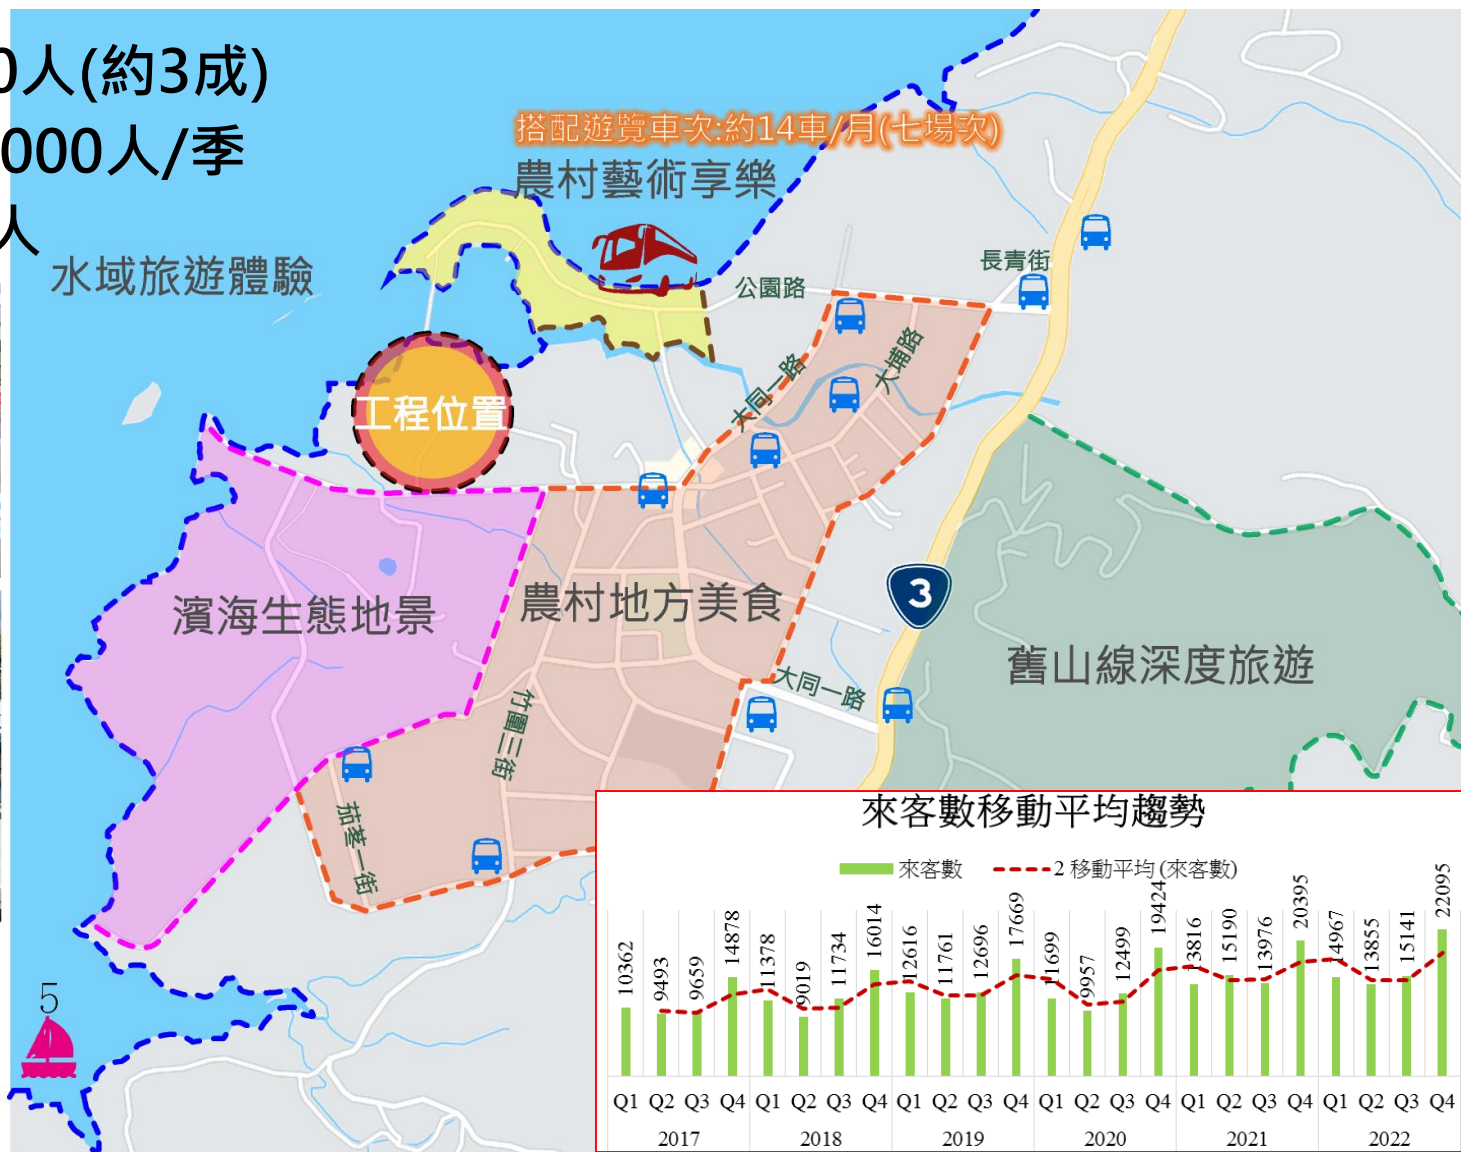 0人(約3成)
000人/季
人
搭配遊覽車次:約14車/月(七場次)
農村藝術享樂
水域旅遊體驗
長青街
公園路
大同一路
大埔路
工程位置
3
濱海生態地景
農村地方美食
舊山線深度旅遊
大同一路
竹圍三街
茄苳一街
5
來客數移動平均趨勢
來客數 2 移動平均 (來客數)
10362 9493 9659 14878 11378 9019 11734 16014 12616 11761 12696 17669 11699 9957 12499 19424 13816 15190 13976 20395 14967 13855 15141 22095
Q1 Q2 Q3 Q4 Q1 Q2 Q3 Q4 Q1 Q2 Q3 Q4 Q1 Q2 Q3 Q4 Q1 Q2 Q3 Q4 Q1 Q2 Q3 Q4
2017 2018 2019 2020 2021 2022